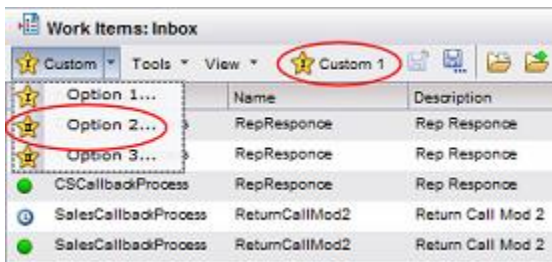 Work Items: Inbox
Custom Tools View Custom 1
Option 1... Name Description
Option 2... RepResponce Rep Responce
Option 3... RepResponce Rep Responce
CSCallbackProcess RepResponce Rep Responce
SalesCallbackProcess ReturnCallMod2 Return Call Mod 2
SalesCallbackProcess ReturnCallMod2 Return Call Mod 2